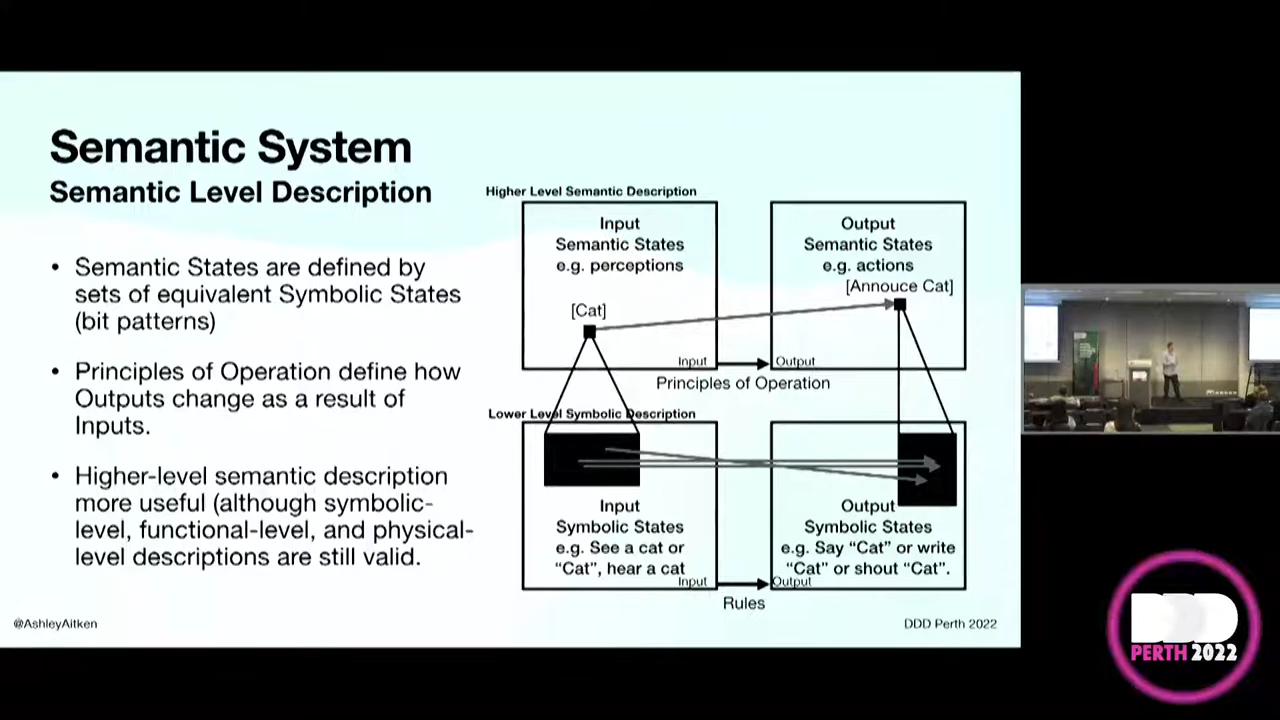 Semantic System
Semantic Level Description
• Semantic States are defined by
sets of equivalent Symbolic States
(bit patterns)
• Principles of Operation define how
Outputs change as a result of
Inputs.
• Higher-level semantic description
more useful (although symbolic-
level, functional-level, and physical-
level descriptions are still valid.
Higher Level Semantic Description
Input
Semantic States
e.g. perceptions
[Cat]
Input
Output
Semantic States
e.g. actions
[Annouce Cat]
Output
Principles of Operation
Lower Level Symbolic Description
Input
Symbolic States
e.g. See a cat or
"Cat", hear a cat
Input
Output
Symbolic States
e.g. Say "Cat" or write
"Cat" or shout "Cat".
Output
Rules
@AshleyAitken
DDD Perth 2022
DDD
PERTH 2022